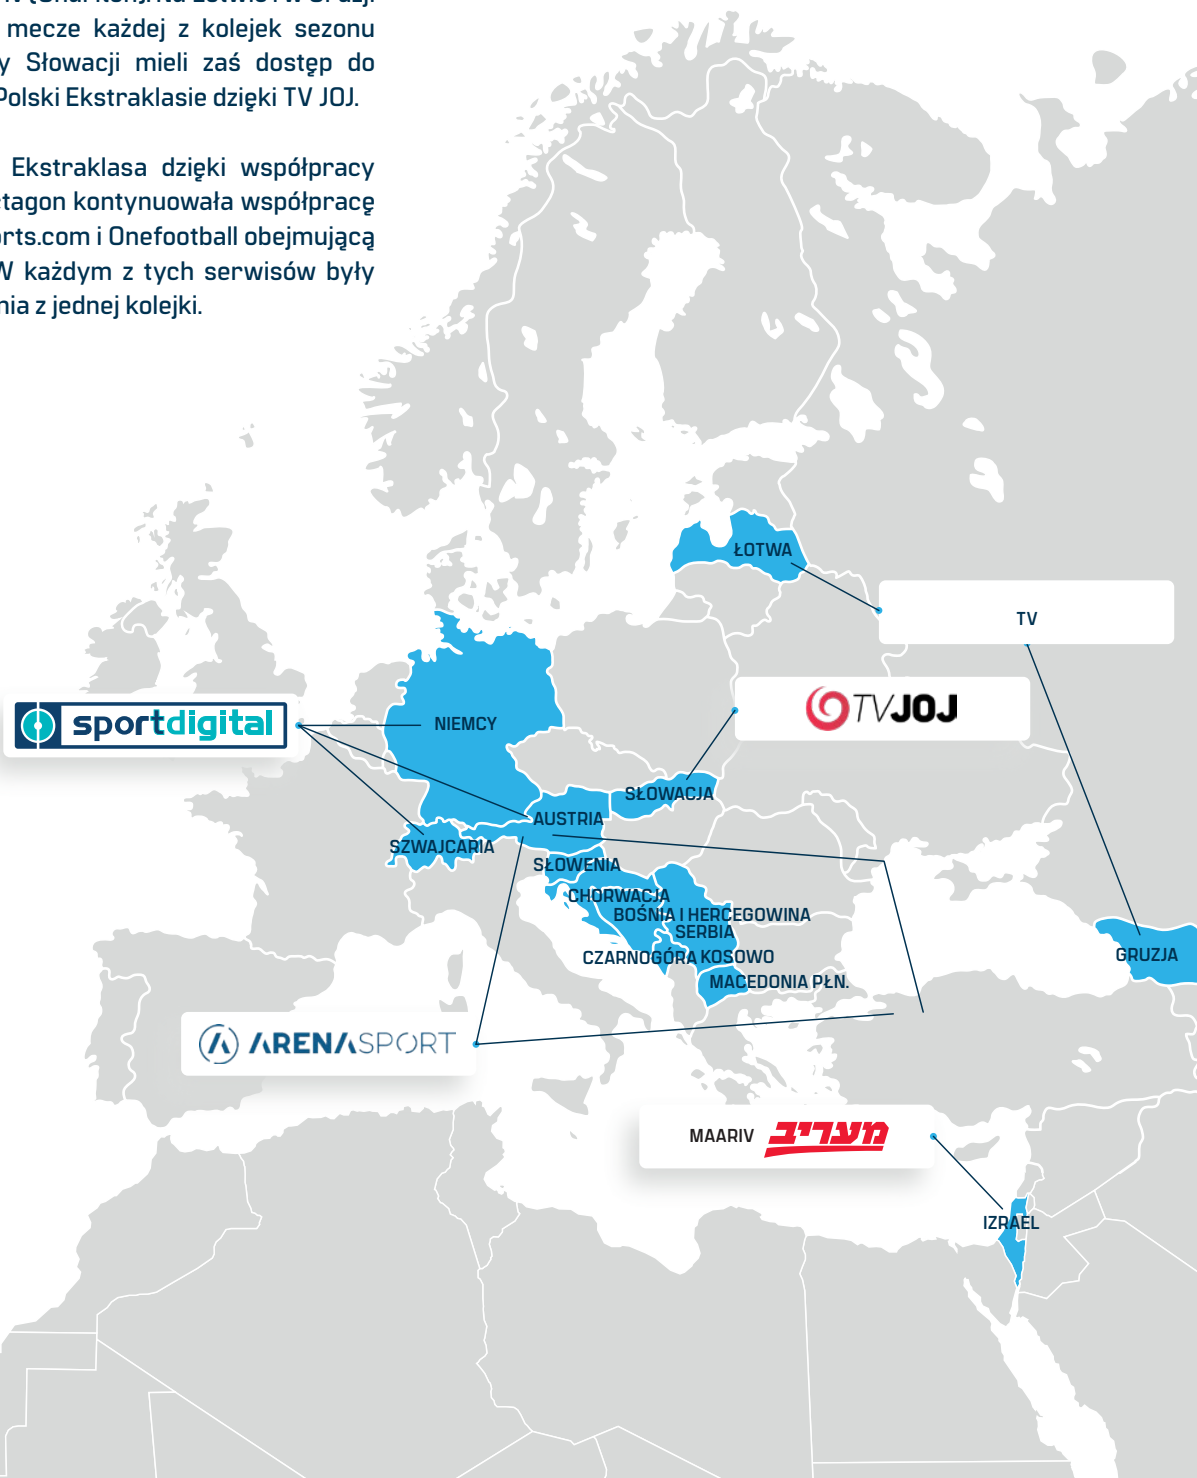 mecze każdej z kolejek sezonu
Słowacji mieli zaś dostęp do
Polski Ekstraklasie dzięki TV JOJ.
Ekstraklasa dzięki współpracy
tagon kontynuowała współpracę
rts.com i Onefootball obejmującą
W każdym z tych serwisów były
nia z jednej kolejki.
ŁOTWA
TV
sportdigital
NIEMCY
TVJOJ
SŁOWACJA
AUSTRIA
SZWAJCARIA
SŁOWENIA
CHORWACJA
BOŚNIA I HERCEGOWINA
SERBIA
CZARNOGÓRA KOSOWO
GRUZJA
MACEDONIA PŁN.
ARENASPORT
MAARIV מעריב
IZRAEL